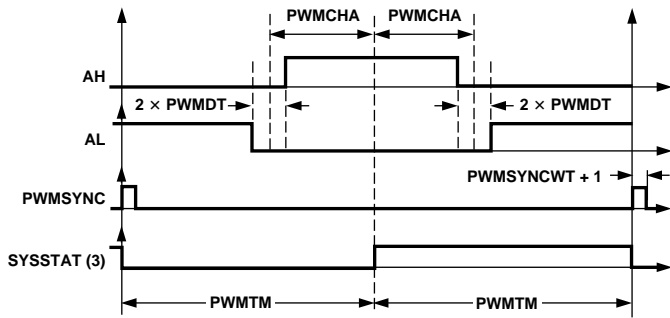 PWMCHA PWMCHA
AH
2 × PWMDT 2 × PWMDT
AL
PWMSYNCWT + 1
PWMSYNC
SYSSTAT (3)
PWMTM PWMTM